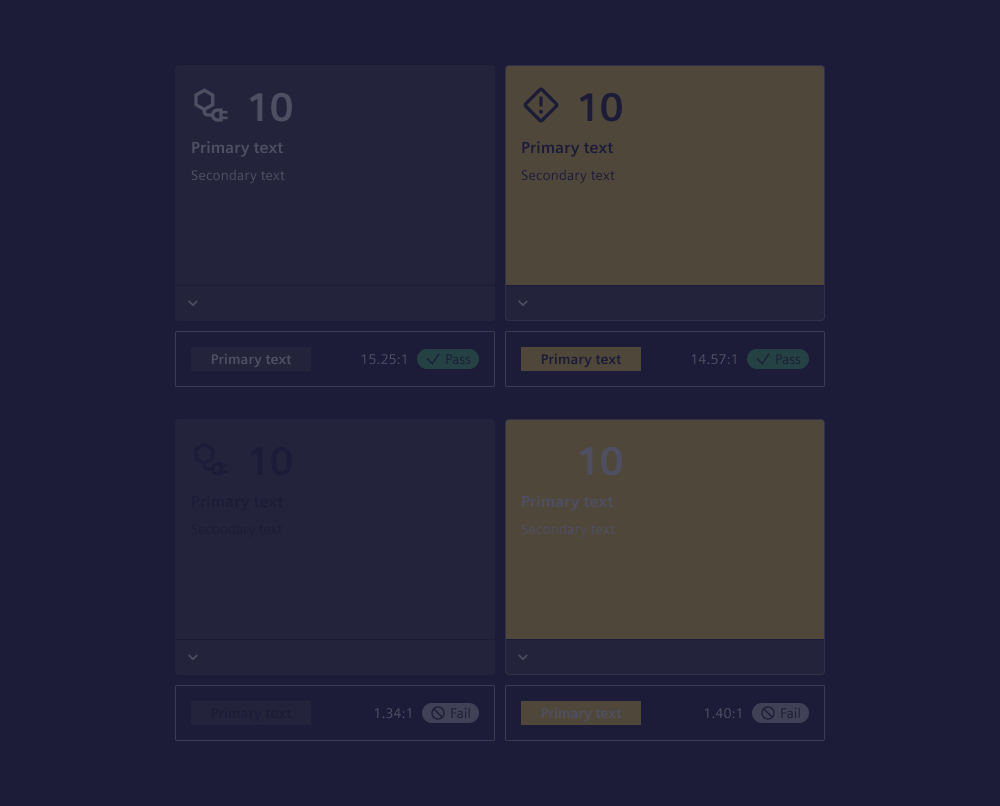 10
Primary text
Secondary text
10
Primary text
Secondary text
Primary text 15.25:1 Pass
Primary text 14.57:1 Pass
10
Primary text
Secondary text
10
Primary text
Secondary text
Primary text 1.34:1 Fail
Primary text 1.40:1 Fail